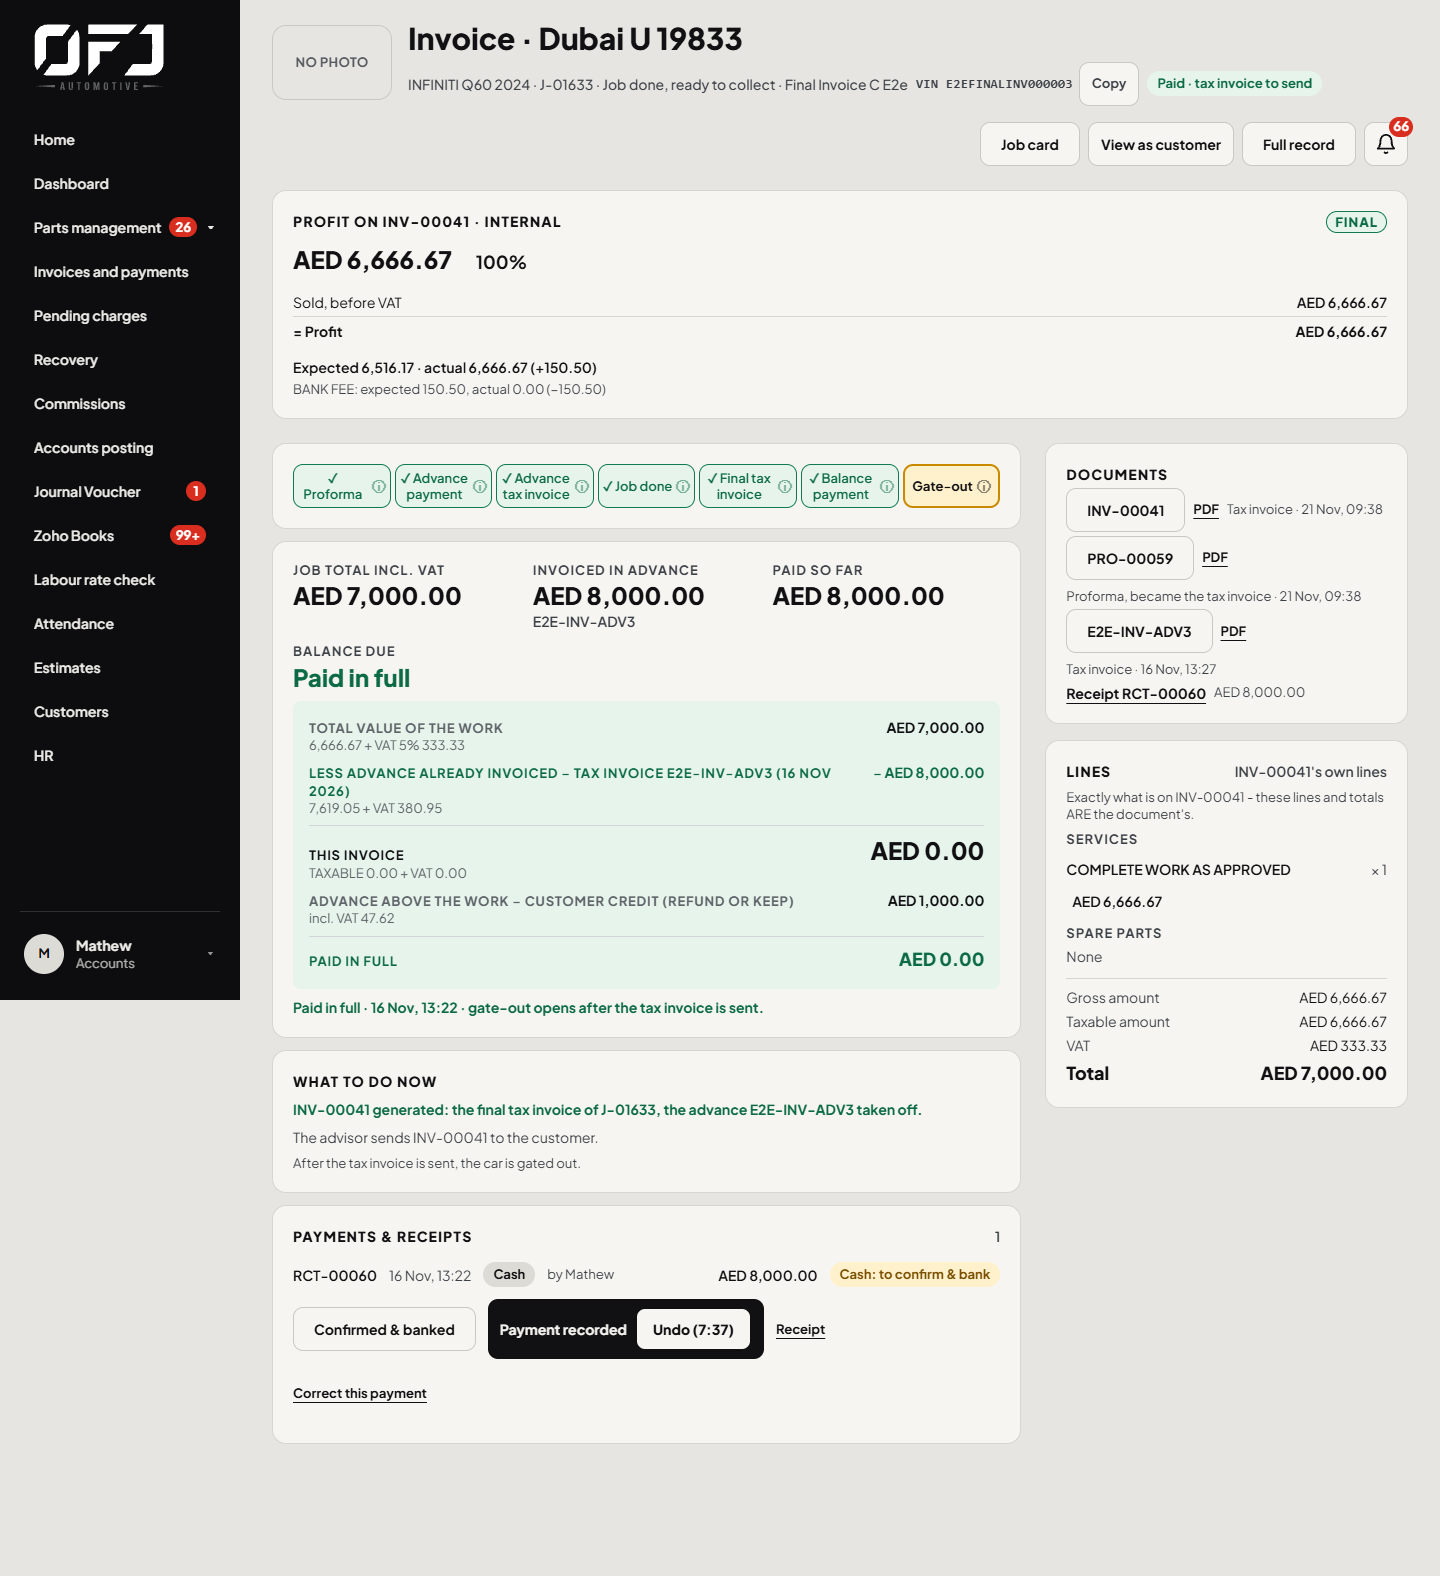 OFJ
AUTOMOTIVE
Home
Dashboard
Parts management 26
Invoices and payments
Pending charges
Recovery
Commissions
Accounts posting
Journal Voucher 1
Zoho Books 99+
Labour rate check
Attendance
Estimates
Customers
HR
M
Mathew
Accounts
NO PHOTO
Invoice · Dubai U 19833
INFINITI Q60 2024 · J-01633 · Job done, ready to collect · Final Invoice C E2e VIN E2EFINALINV000003 Copy Paid · tax invoice to send
Job card View as customer Full record 66
PROFIT ON INV-00041 · INTERNAL FINAL
AED 6,666.67 100%
Sold, before VAT AED 6,666.67
= Profit AED 6,666.67
Expected 6,516.17 · actual 6,666.67 (+150.50)
BANK FEE: expected 150.50, actual 0.00 (−150.50)
✓ Proforma ⓘ
✓ Advance payment ⓘ
✓ Advance tax invoice ⓘ
✓ Job done ⓘ
✓ Final tax invoice ⓘ
✓ Balance payment ⓘ
Gate-out ⓘ
JOB TOTAL INCL. VAT
AED 7,000.00
INVOICED IN ADVANCE
AED 8,000.00
E2E-INV-ADV3
PAID SO FAR
AED 8,000.00
BALANCE DUE
Paid in full
TOTAL VALUE OF THE WORK AED 7,000.00
6,666.67 + VAT 5% 333.33
LESS ADVANCE ALREADY INVOICED – TAX INVOICE E2E-INV-ADV3 (16 NOV – AED 8,000.00
2026)
7,619.05 + VAT 380.95
THIS INVOICE AED 0.00
TAXABLE 0.00 + VAT 0.00
ADVANCE ABOVE THE WORK – CUSTOMER CREDIT (REFUND OR KEEP) AED 1,000.00
incl. VAT 47.62
PAID IN FULL AED 0.00
Paid in full · 16 Nov, 13:22 · gate-out opens after the tax invoice is sent.
WHAT TO DO NOW
INV-00041 generated: the final tax invoice of J-01633, the advance E2E-INV-ADV3 taken off.
The advisor sends INV-00041 to the customer.
After the tax invoice is sent, the car is gated out.
PAYMENTS & RECEIPTS 1
RCT-00060 16 Nov, 13:22 Cash by Mathew AED 8,000.00 Cash: to confirm & bank
Confirmed & banked Payment recorded Undo (7:37) Receipt
Correct this payment
DOCUMENTS
INV-00041 PDF Tax invoice · 21 Nov, 09:38
PRO-00059 PDF
Proforma, became the tax invoice · 21 Nov, 09:38
E2E-INV-ADV3 PDF
Tax invoice · 16 Nov, 13:27
Receipt RCT-00060 AED 8,000.00
LINES INV-00041's own lines
Exactly what is on INV-00041 - these lines and totals
ARE the document's.
SERVICES
COMPLETE WORK AS APPROVED × 1
AED 6,666.67
SPARE PARTS
None
Gross amount AED 6,666.67
Taxable amount AED 6,666.67
VAT AED 333.33
Total AED 7,000.00